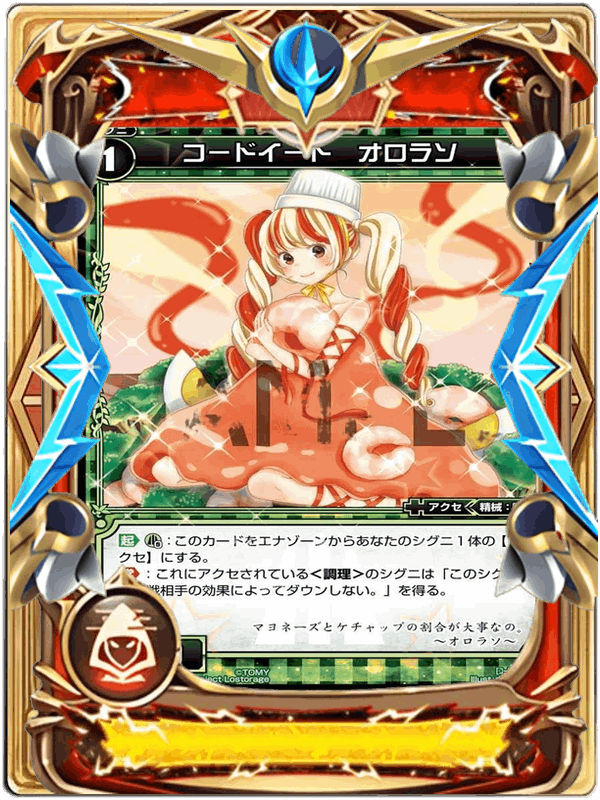 1
コードイート オロラソ
アクセ 精械:
起 :このカードをエナゾーンからあなたのシグニ1体の【
クセ】にする。
:これにアクセされている<調理>のシグニは「このシグ
戦相手の効果によってダウンしない。」を得る。
マヨネーズとケチャップの割合が大事なの。
～オロラソ～
©TOMY
ject Lostorage
Illust